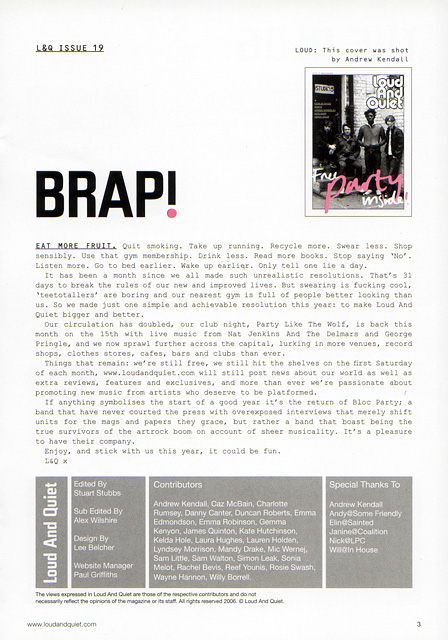 L&Q ISSUE 19
LOUD: This cover was shot
by Andrew Kendall
Loud
And
Quiet
Free
Party
inside!
BRAP!
EAT MORE FRUIT. Quit smoking. Take up running. Recycle more. Swear less. Shop
sensibly. Use that gym membership. Drink less. Read more books. Stop saying ‘No’.
Listen more. Go to bed earlier. Wake up earlier. Only tell one lie a day.
It has been a month since we all made such unrealistic resolutions. That’s 31
days to break the rules of our new and improved lives. But swearing is fucking cool,
‘teetotallers’ are boring and our nearest gym is full of people better looking than
us. So we made just one simple and achievable resolution this year: to make Loud And
Quiet bigger and better.
Our circulation has doubled, our club night, Party Like The Wolf, is back this
month on the 15th with live music from Nat Jenkins And The Delmars and George
Pringle, and we now sprawl further across the capital, lurking in more venues, record
shops, clothes stores, cafes, bars and clubs than ever.
Things that remain: we’re still free, we still hit the shelves on the first Saturday
of each month, www.loudandquiet.com will still post news about our world as well as
extra reviews, features and exclusives, and more than ever we’re passionate about
promoting new music from artists who deserve to be platformed.
If anything symbolises the start of a good year it’s the return of Bloc Party; a
band that have never courted the press with overexposed interviews that merely shift
units for the mags and papers they grace, but rather a band that boast being the
true survivors of the artrock boom on account of sheer musicality. It’s a pleasure
to have their company.
Enjoy, and stick with us this year, it could be fun.
L&Q x
Loud And Quiet
Edited By
Stuart Stubbs
Sub Edited By
Alex Wilshire
Design By
Lee Belcher
Website Manager
Paul Griffiths
Contributors
Andrew Kendall, Caz McBain, Charlotte
Rumsey, Danny Canter, Duncan Roberts, Emma
Edmondson, Emma Robinson, Gemma
Kenyon, James Quinton, Kate Hutchinson,
Kelda Hole, Laura Hughes, Lauren Holden,
Lyndsey Morrison, Mandy Drake, Mic Wernej,
Sam Little, Sam Walton, Simon Leak, Sonia
Melot, Rachel Bevis, Reef Younis, Rosie Swash,
Wayne Hannon, Willy Borrell.
Special Thanks To
Andrew Kendall
Andy@Some Friendly
Elin@Sainted
Janine@Coalition
Nick@LPC
Will@In House
The views expressed in Loud And Quiet are those of the respective contributors and do not
necessarily reflect the opinions of the magazine or its staff. All rights reserved 2006. © Loud And Quiet.
www.loudandquiet.com
3